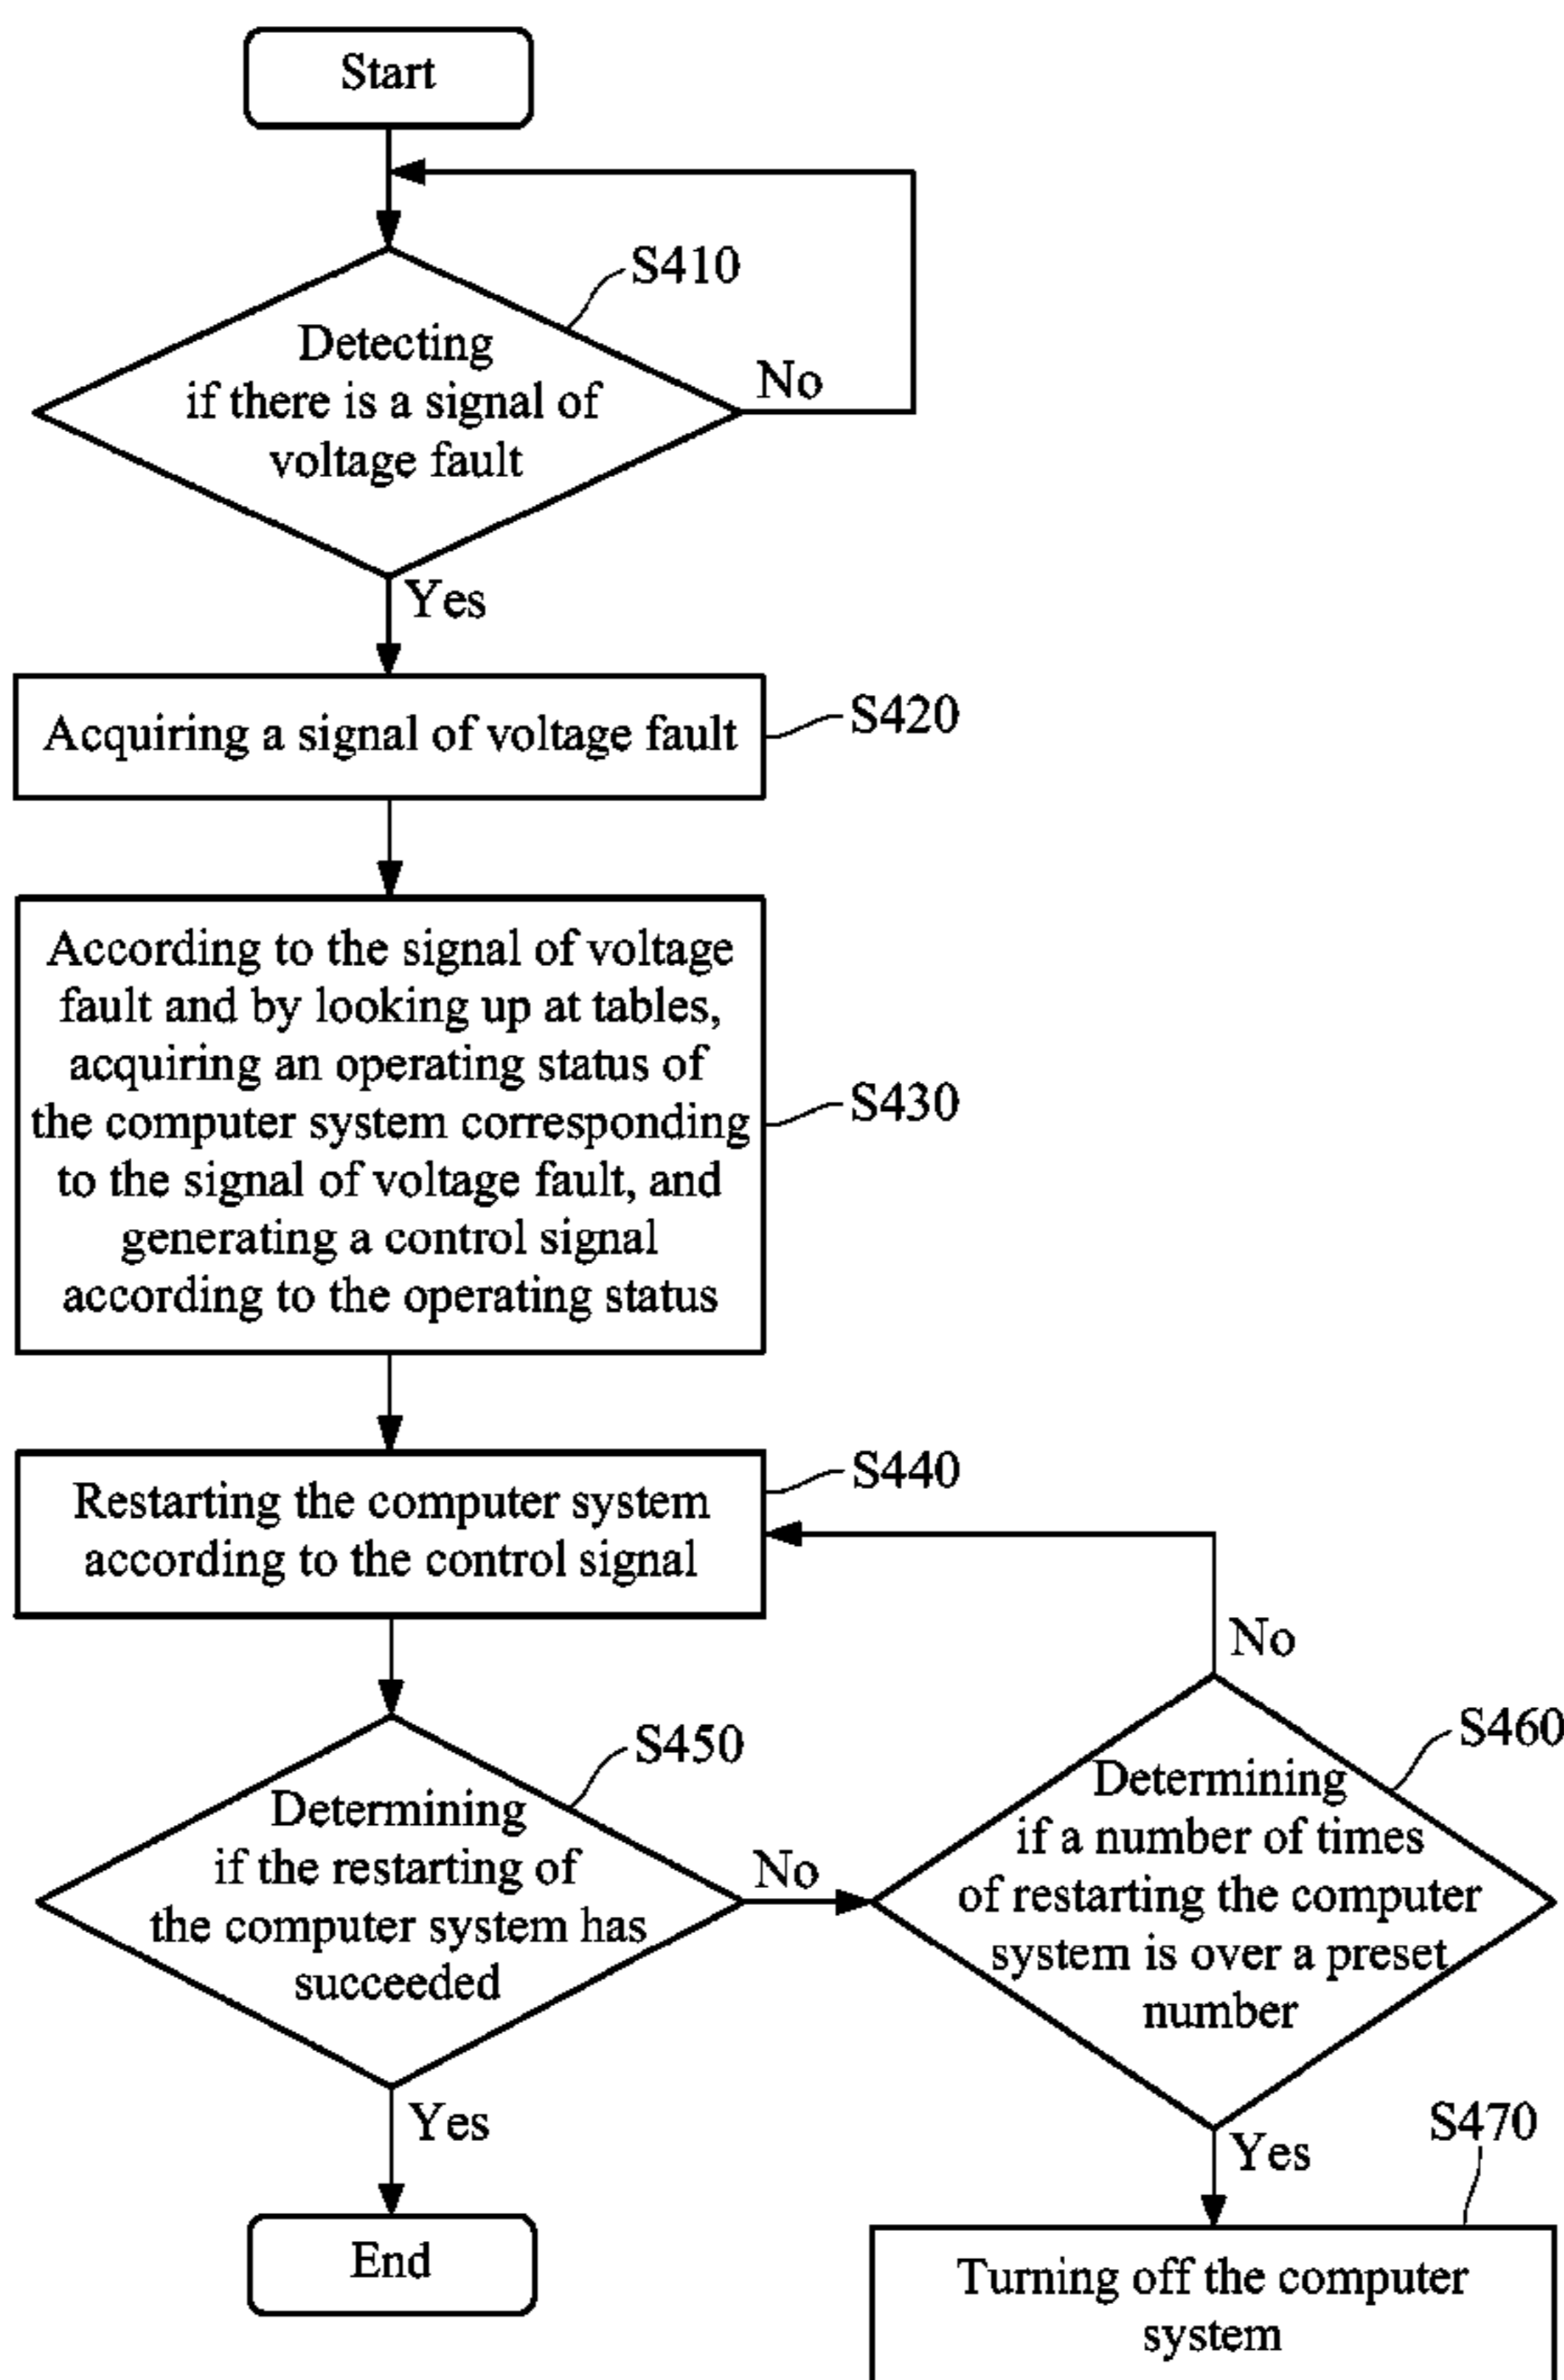 Start
S410
Detecting
if there is a signal of
voltage fault
No
Yes
Acquiring a signal of voltage fault
S420
According to the signal of voltage
fault and by looking up at tables,
acquiring an operating status of
the computer system corresponding
to the signal of voltage fault, and
generating a control signal
according to the operating status
S430
Restarting the computer system
according to the control signal
S440
S450
Determining
if the restarting of
the computer system has
succeeded
No
Yes
End
No
S460
Determining
if a number of times
of restarting the computer
system is over a preset
number
Yes
S470
Turning off the computer
system